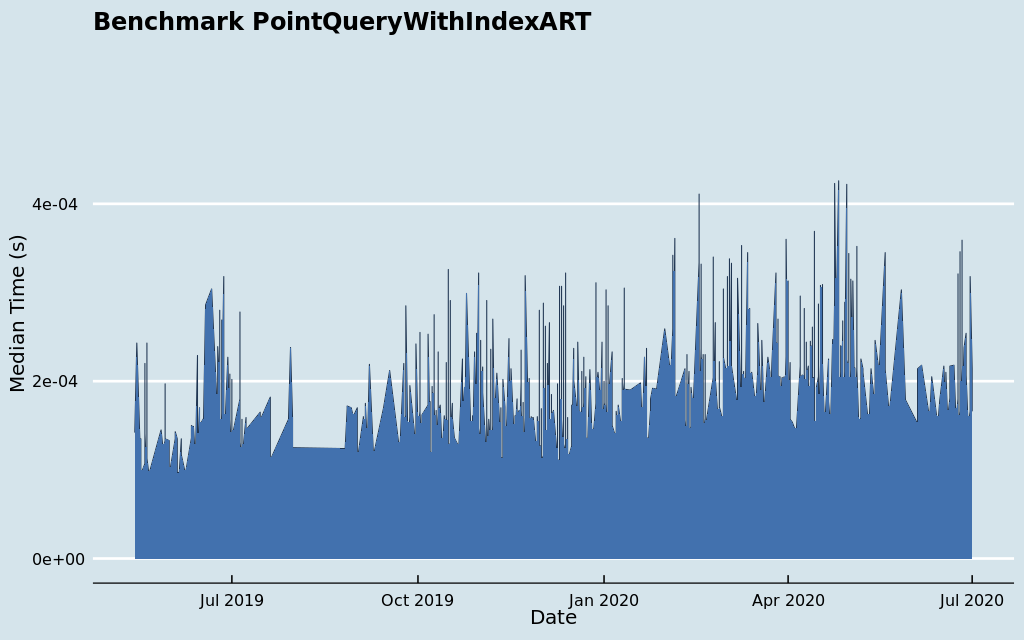 Benchmark PointQueryWithIndexART
Median Time (s)
4e-04
2e-04
0e+00
Jul 2019
Oct 2019
Jan 2020
Apr 2020
Jul 2020
Date